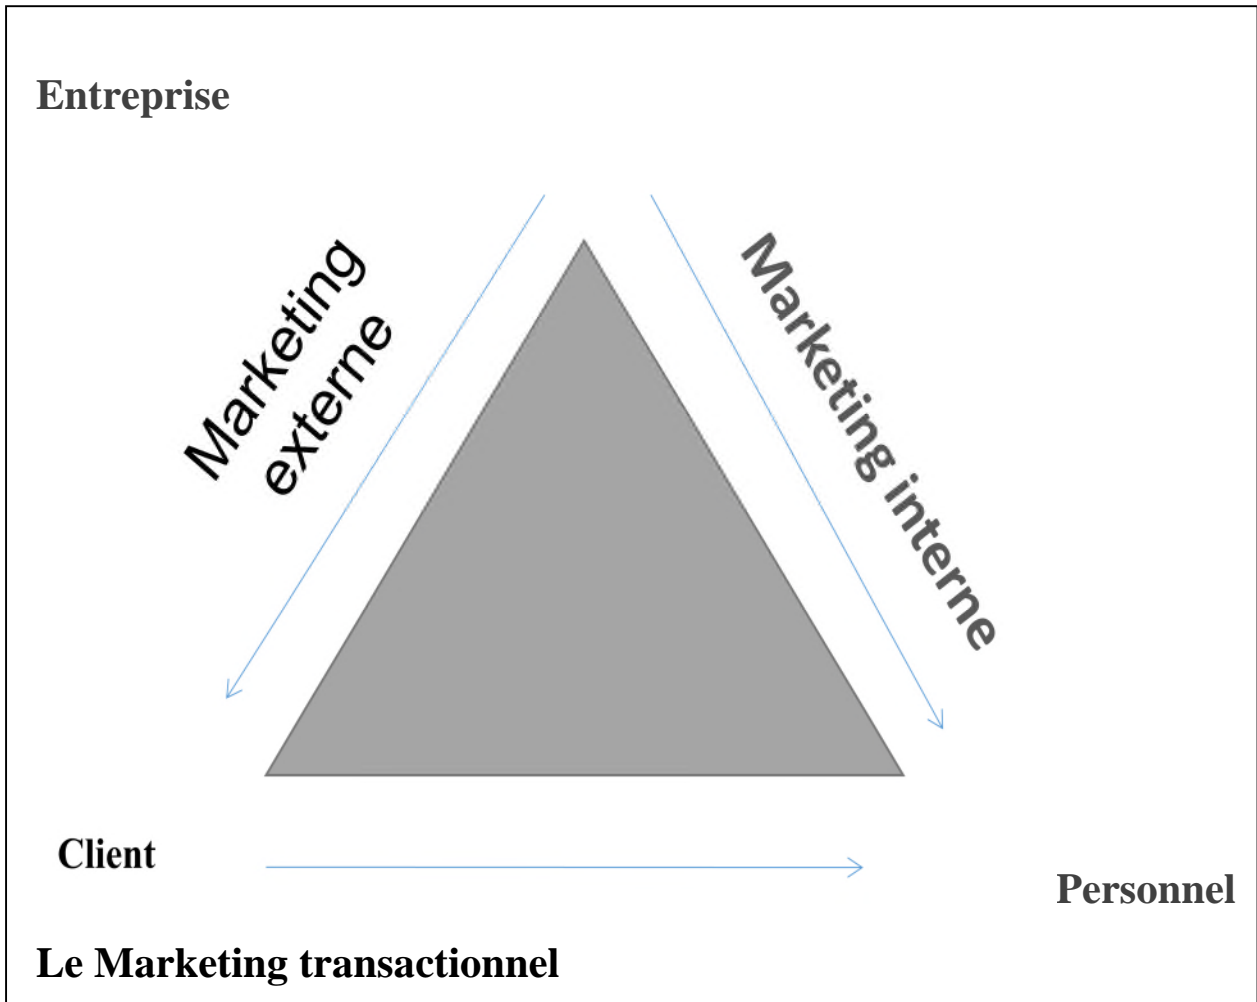 Entreprise
Marketing
externe
Marketing interne
Client
Personnel
Le Marketing transactionnel